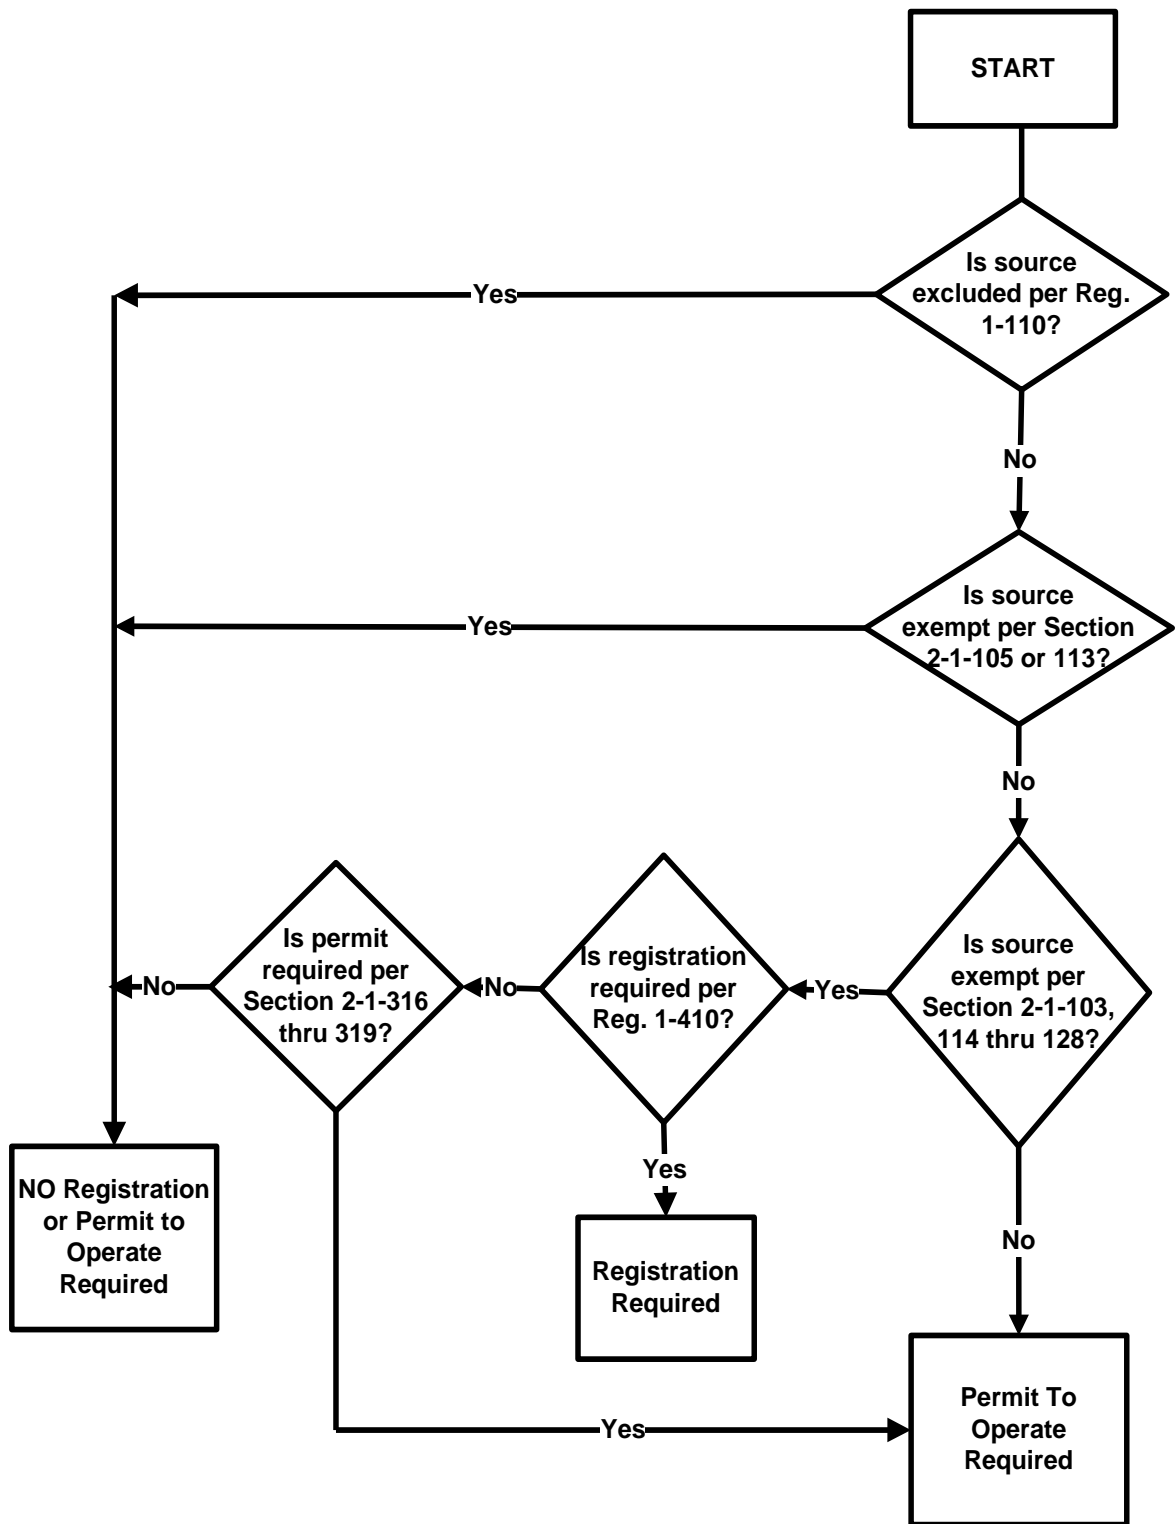 START
Is source
excluded per Reg.
1-110?
Yes
No
Is source
exempt per Section
2-1-105 or 113?
Yes
No
Is source
exempt per
Section 2-1-103,
114 thru 128?
Yes
Is registration
required per
Reg. 1-410?
No
Is permit
required per
Section 2-1-316
thru 319?
No
Yes
No
NO Registration
or Permit to
Operate
Required
Registration
Required
Permit To
Operate
Required
Yes